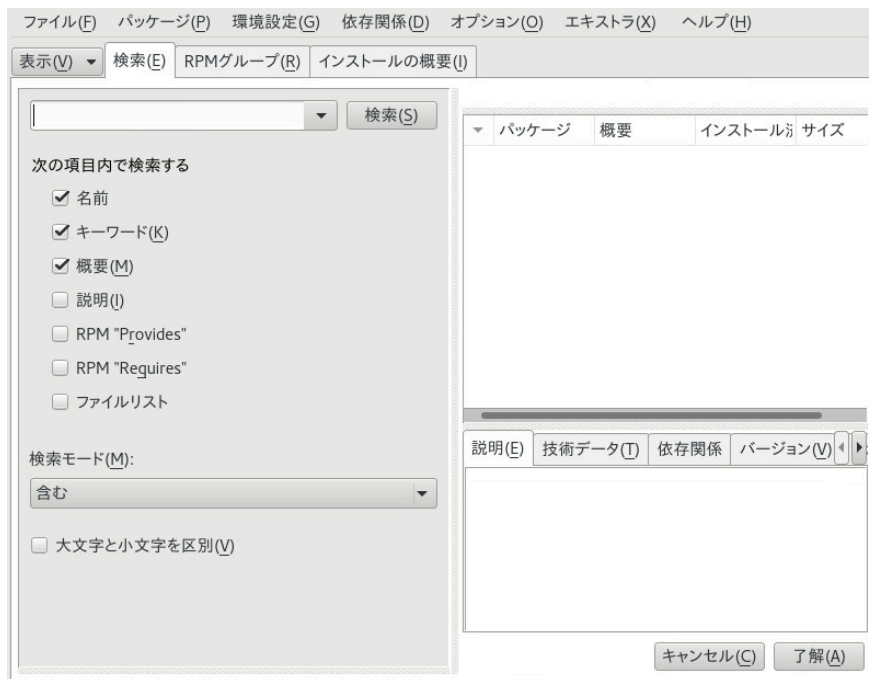 ファイル(F) パッケージ(P) 環境設定(G) 依存関係(D) オプション(O) エキストラ(X) ヘルプ(H)
表示(V) 検索(E) RPMグループ(R) インストールの概要(I)
検索(S)
次の項目内で検索する
名前
キーワード(K)
概要(M)
説明(I)
RPM "Provides"
RPM "Requires"
ファイルリスト
検索モード(M):
含む
大文字と小文字を区別(V)
パッケージ 概要 インストール サイズ
説明(E) 技術データ(T) 依存関係 バージョン(V)
キャンセル(C) 了解(A)